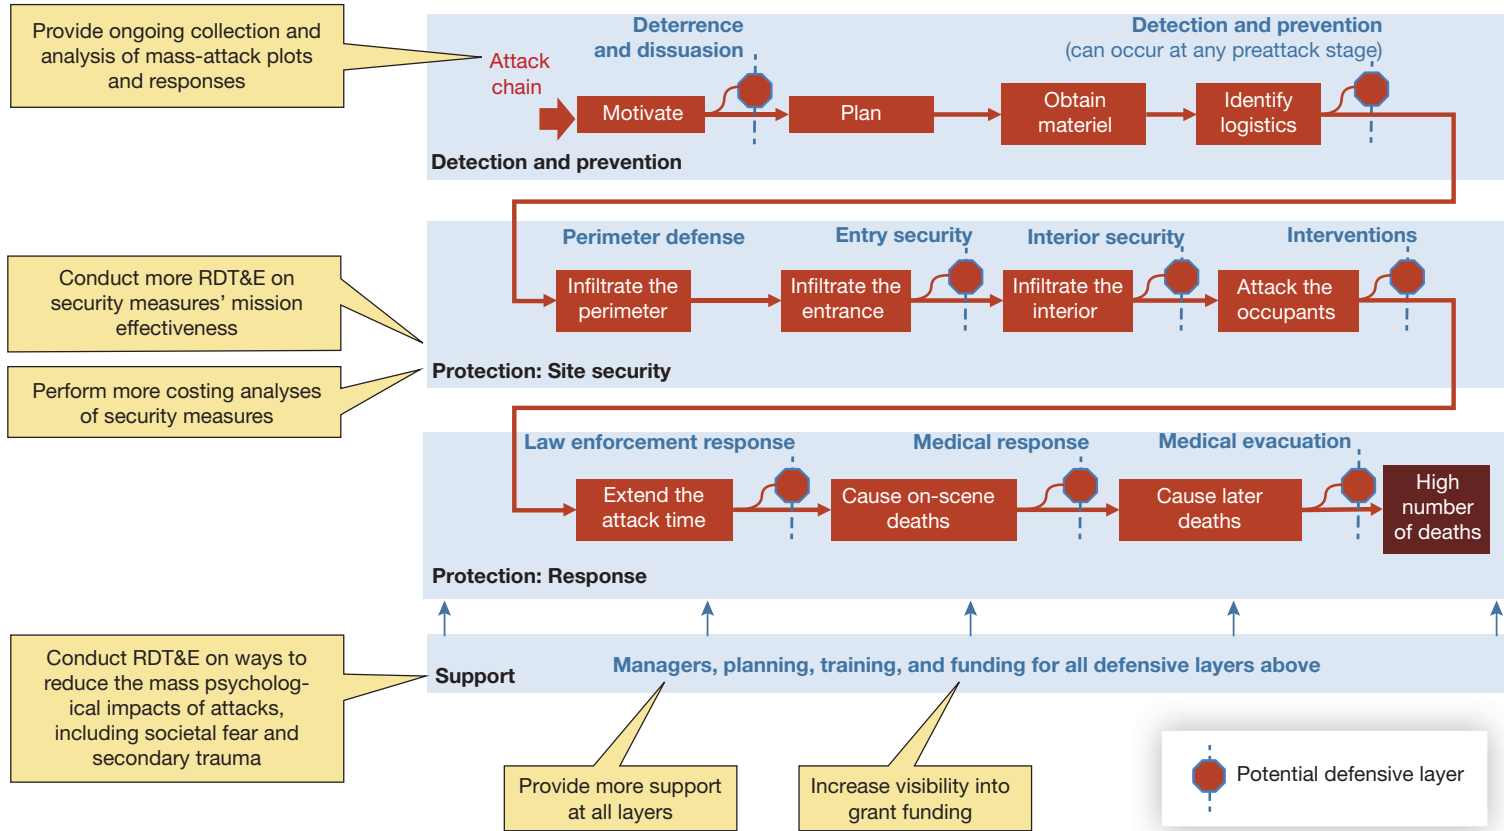 Provide ongoing collection and
analysis of mass-attack plots
and responses
Attack
chain
Deterrence
and dissuasion
Detection and prevention
(can occur at any preattack stage)
Motivate
Plan
Obtain
materiel
Identify
logistics
Detection and prevention
Conduct more RDT&E on
security measures’ mission
effectiveness
Perform more costing analyses
of security measures
Perimeter defense
Entry security
Interior security
Interventions
Infiltrate the
perimeter
Infiltrate the
entrance
Infiltrate the
interior
Attack the
occupants
Protection: Site security
Law enforcement response
Medical response
Medical evacuation
Extend the
attack time
Cause on-scene
deaths
Cause later
deaths
High
number
of deaths
Protection: Response
Conduct RDT&E on ways to
reduce the mass psycholog-
ical impacts of attacks,
including societal fear and
secondary trauma
Support
Managers, planning, training, and funding for all defensive layers above
Provide more support
at all layers
Increase visibility into
grant funding
Potential defensive layer